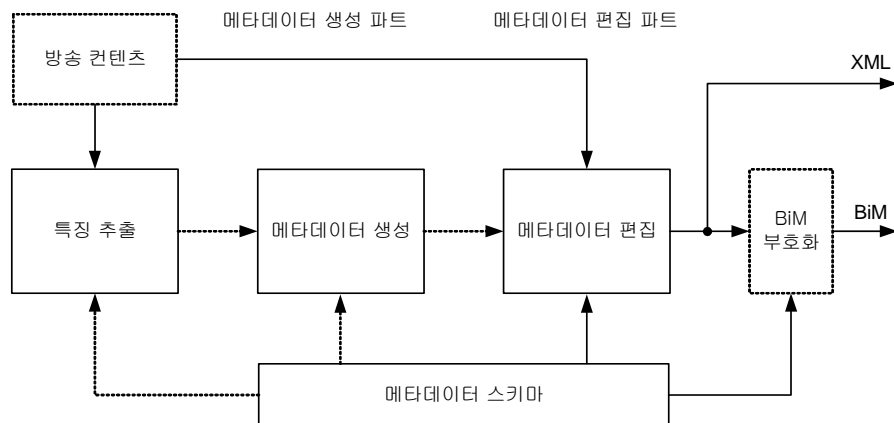 메타데이터 생성 파트
메타데이터 편집 파트
방송 컨텐츠
XML
특징 추출
메타데이터 생성
메타데이터 편집
BiM
부호화
BiM
메타데이터 스키마